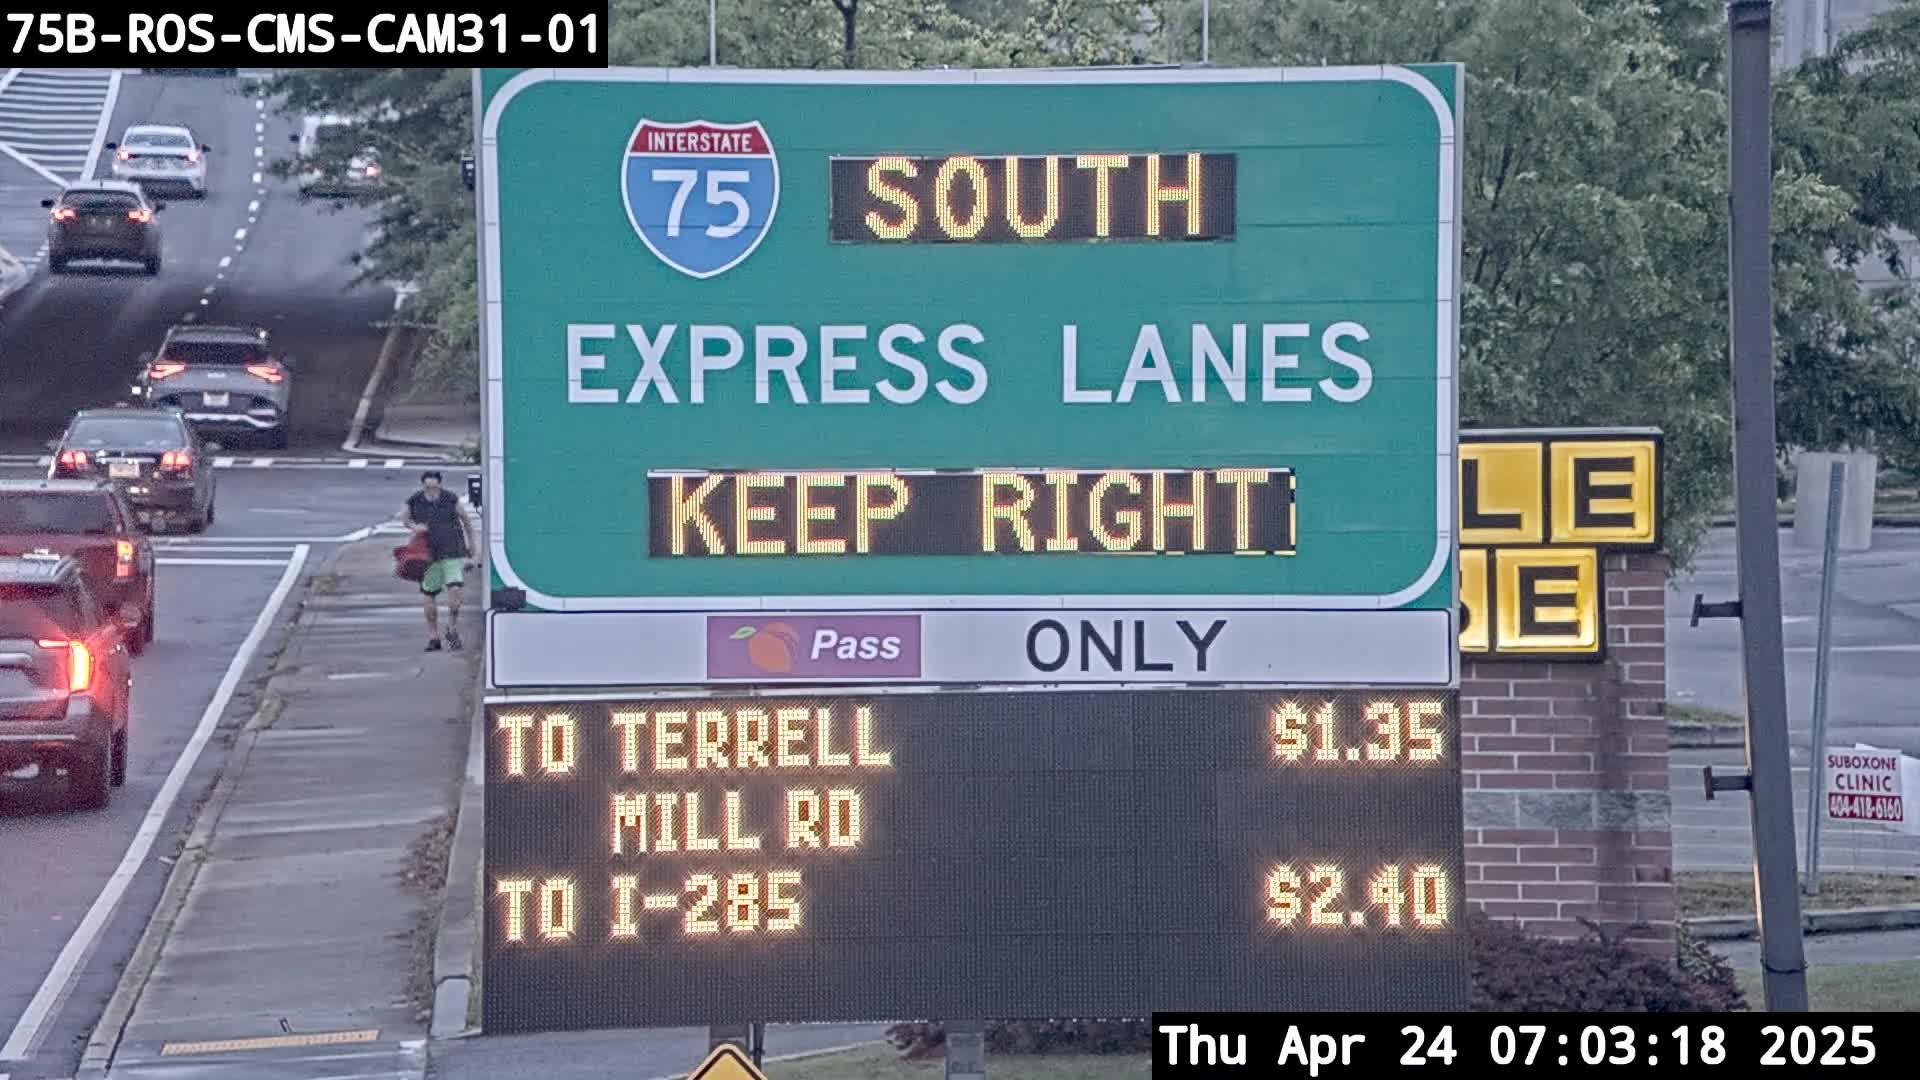 75B-ROS-CMS-CAM31-01
INTERSTATE
75
SOUTH
EXPRESS LANES
KEEP RIGHT
Pass ONLY
TO TERRELL $1.35
MILL RD
TO I-285 $2.40
LE
E
SUBOXONE
CLINIC
404-418-6160
Thu Apr 24 07:03:18 2025